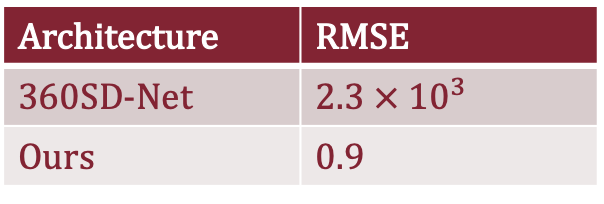 Architecture RMSE
360SD-Net 2.3 × 10³
Ours 0.9